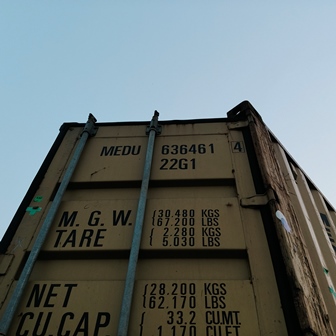 MEDU 636461 4
22G1
M. G. W. 30.480 KGS
67.200 LBS
TARE 2.280 KGS
5.030 LBS
NET 28.200 KGS
62.170 LBS
CU.CAP. 33.2 CU.MT
1.170 CU.FT